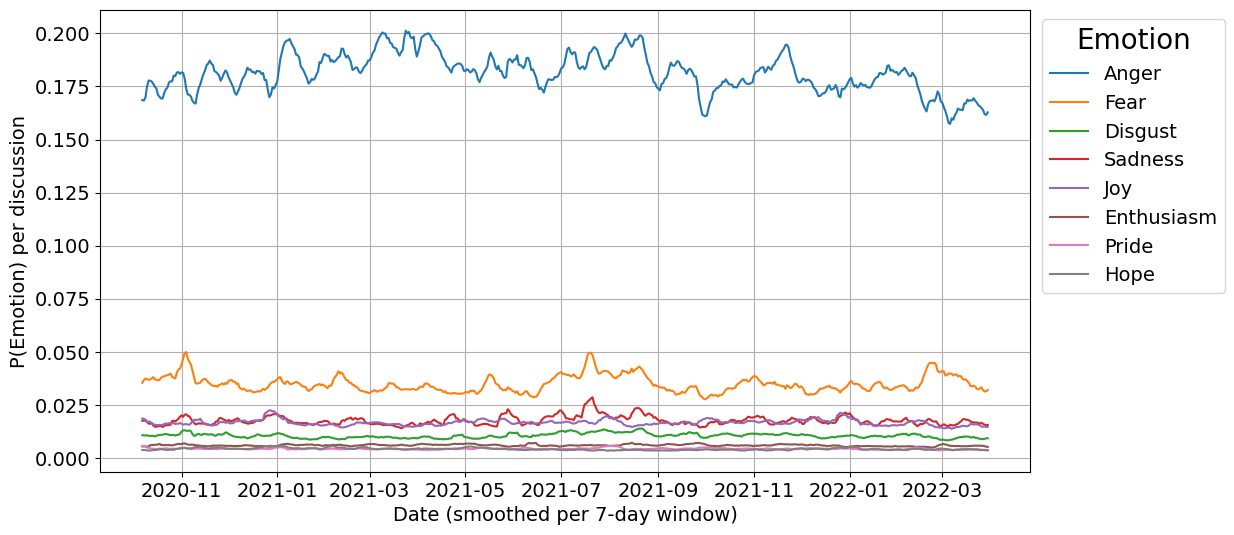 P(Emotion) per discussion
0.200
0.175
0.150
0.125
0.100
0.075
0.050
0.025
0.000
2020-11 2021-01 2021-03 2021-05 2021-07 2021-09 2021-11 2022-01 2022-03
Date (smoothed per 7-day window)
Emotion
Anger
Fear
Disgust
Sadness
Joy
Enthusiasm
Pride
Hope